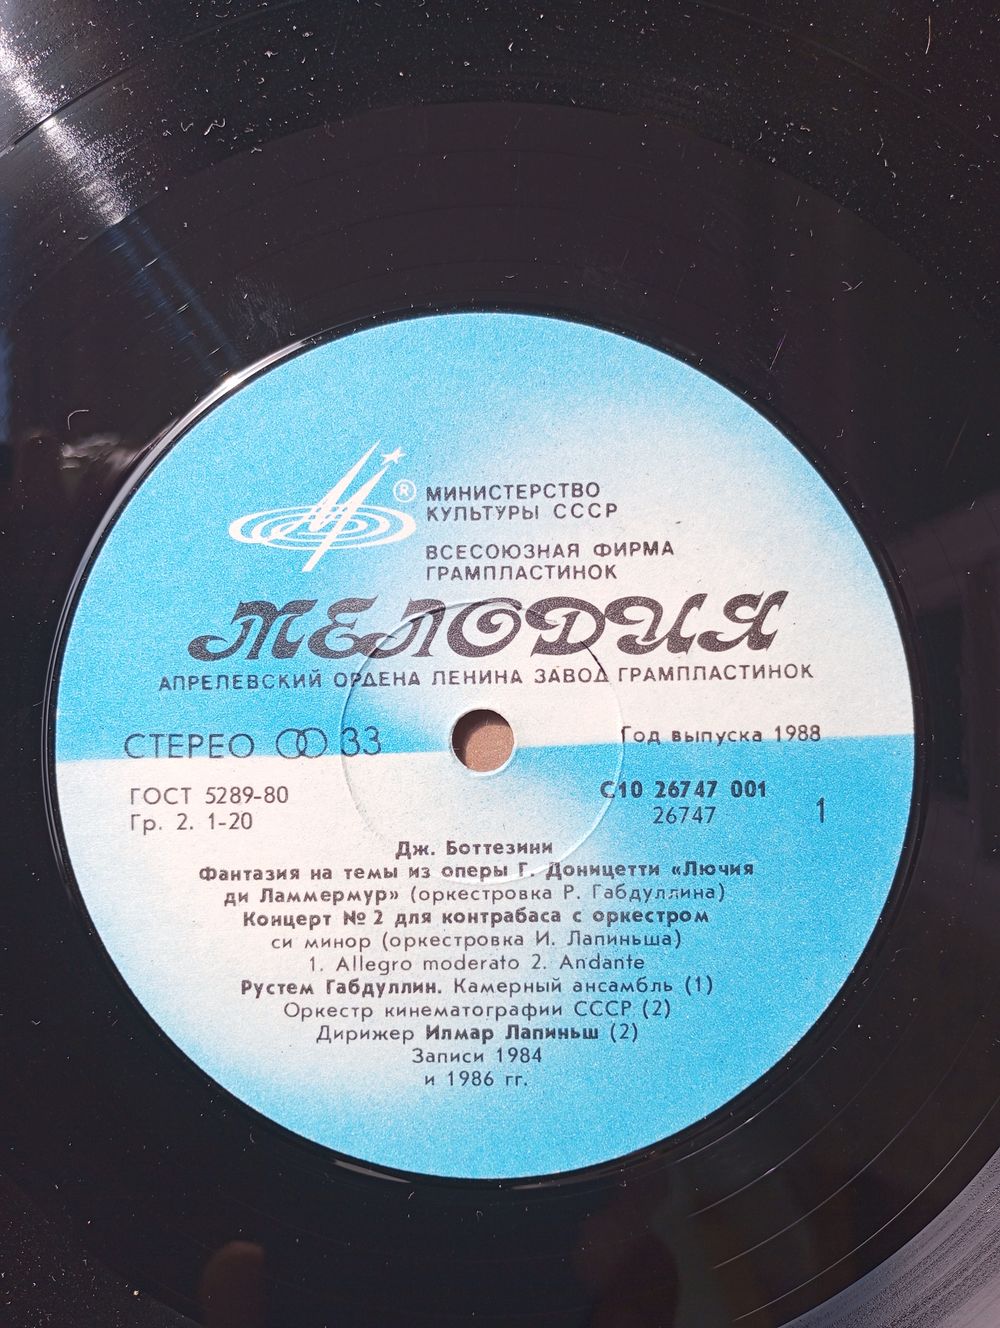 ®
МИНИСТЕРСТВО
КУЛЬТУРЫ СССР
ВСЕСОЮЗНАЯ ФИРМА
ГРАМПЛАСТИНОК
МЕЛОДИЯ
АПРЕЛЕВСКИЙ ОРДЕНА ЛЕНИНА ЗАВОД ГРАМПЛАСТИНОК
СТЕРЕО 33
Год выпуска 1988
ГОСТ 5289-80
Гр. 2. 1-20
С10 26747 001
26747
1
Дж. Боттезини
Фантазия на темы из оперы Г. Доницетти «Лючия
ди Ламмермур» (оркестровка Р. Габдуллина)
Концерт № 2 для контрабаса с оркестром
си минор (оркестровка И. Лапиньша)
1. Allegro moderato 2. Andante
Рустем Габдуллин. Камерный ансамбль (1)
Оркестр кинематографии СССР (2)
Дирижер Илмар Лапиньш (2)
Записи 1984
и 1986 гг.